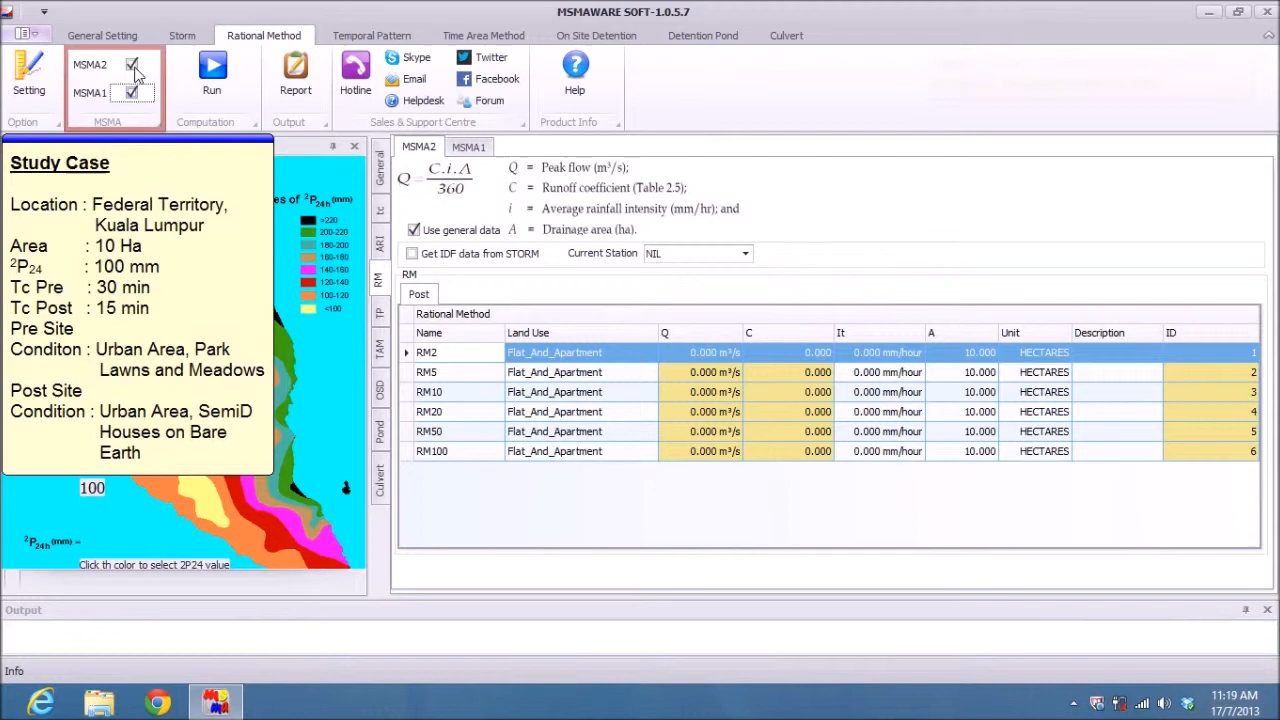 MSMAWARE SOFT-1.0.5.7
General Setting Storm Rational Method Temporal Pattern Time Area Method On Site Detention Detention Pond Culvert
MSMA2
MSMA1
Setting
Run
Report
Hotline
Skype
Email
Helpdesk
Twitter
Facebook
Forum
Help
Option MSMA Computation Output Sales & Support Centre Product Info
Study Case
Location : Federal Territory,
Kuala Lumpur
Area : 10 Ha
²P₂₄ : 100 mm
Tc Pre : 30 min
Tc Post : 15 min
Pre Site
Conditon : Urban Area, Park
Lawns and Meadows
Post Site
Condition : Urban Area, SemiD
Houses on Bare
Earth
es of ²P₂₄ (mm)
>220
200-220
180-200
160-180
140-160
120-140
100-120
<100
100
²P₂₄ₕ (mm) =
Click th color to select 2P24 value
General
tc
ARI
RM
TP
TAM
OSD
Pond
Culvert
MSMA2 MSMA1
Q = C.i.A / 360
Q = Peak flow (m³/s);
C = Runoff coefficient (Table 2.5);
i = Average rainfall intensity (mm/hr); and
A = Drainage area (ha).
Use general data
Get IDF data from STORM Current Station NIL
RM
Post
Rational Method
Name Land Use Q C It A Unit Description ID
RM2 Flat_And_Apartment 0.000 m³/s 0.000 0.000 mm/hour 10.000 HECTARES 1
RM5 Flat_And_Apartment 0.000 m³/s 0.000 0.000 mm/hour 10.000 HECTARES 2
RM10 Flat_And_Apartment 0.000 m³/s 0.000 0.000 mm/hour 10.000 HECTARES 3
RM20 Flat_And_Apartment 0.000 m³/s 0.000 0.000 mm/hour 10.000 HECTARES 4
RM50 Flat_And_Apartment 0.000 m³/s 0.000 0.000 mm/hour 10.000 HECTARES 5
RM100 Flat_And_Apartment 0.000 m³/s 0.000 0.000 mm/hour 10.000 HECTARES 6
Output
Info
11:19 AM
17/7/2013